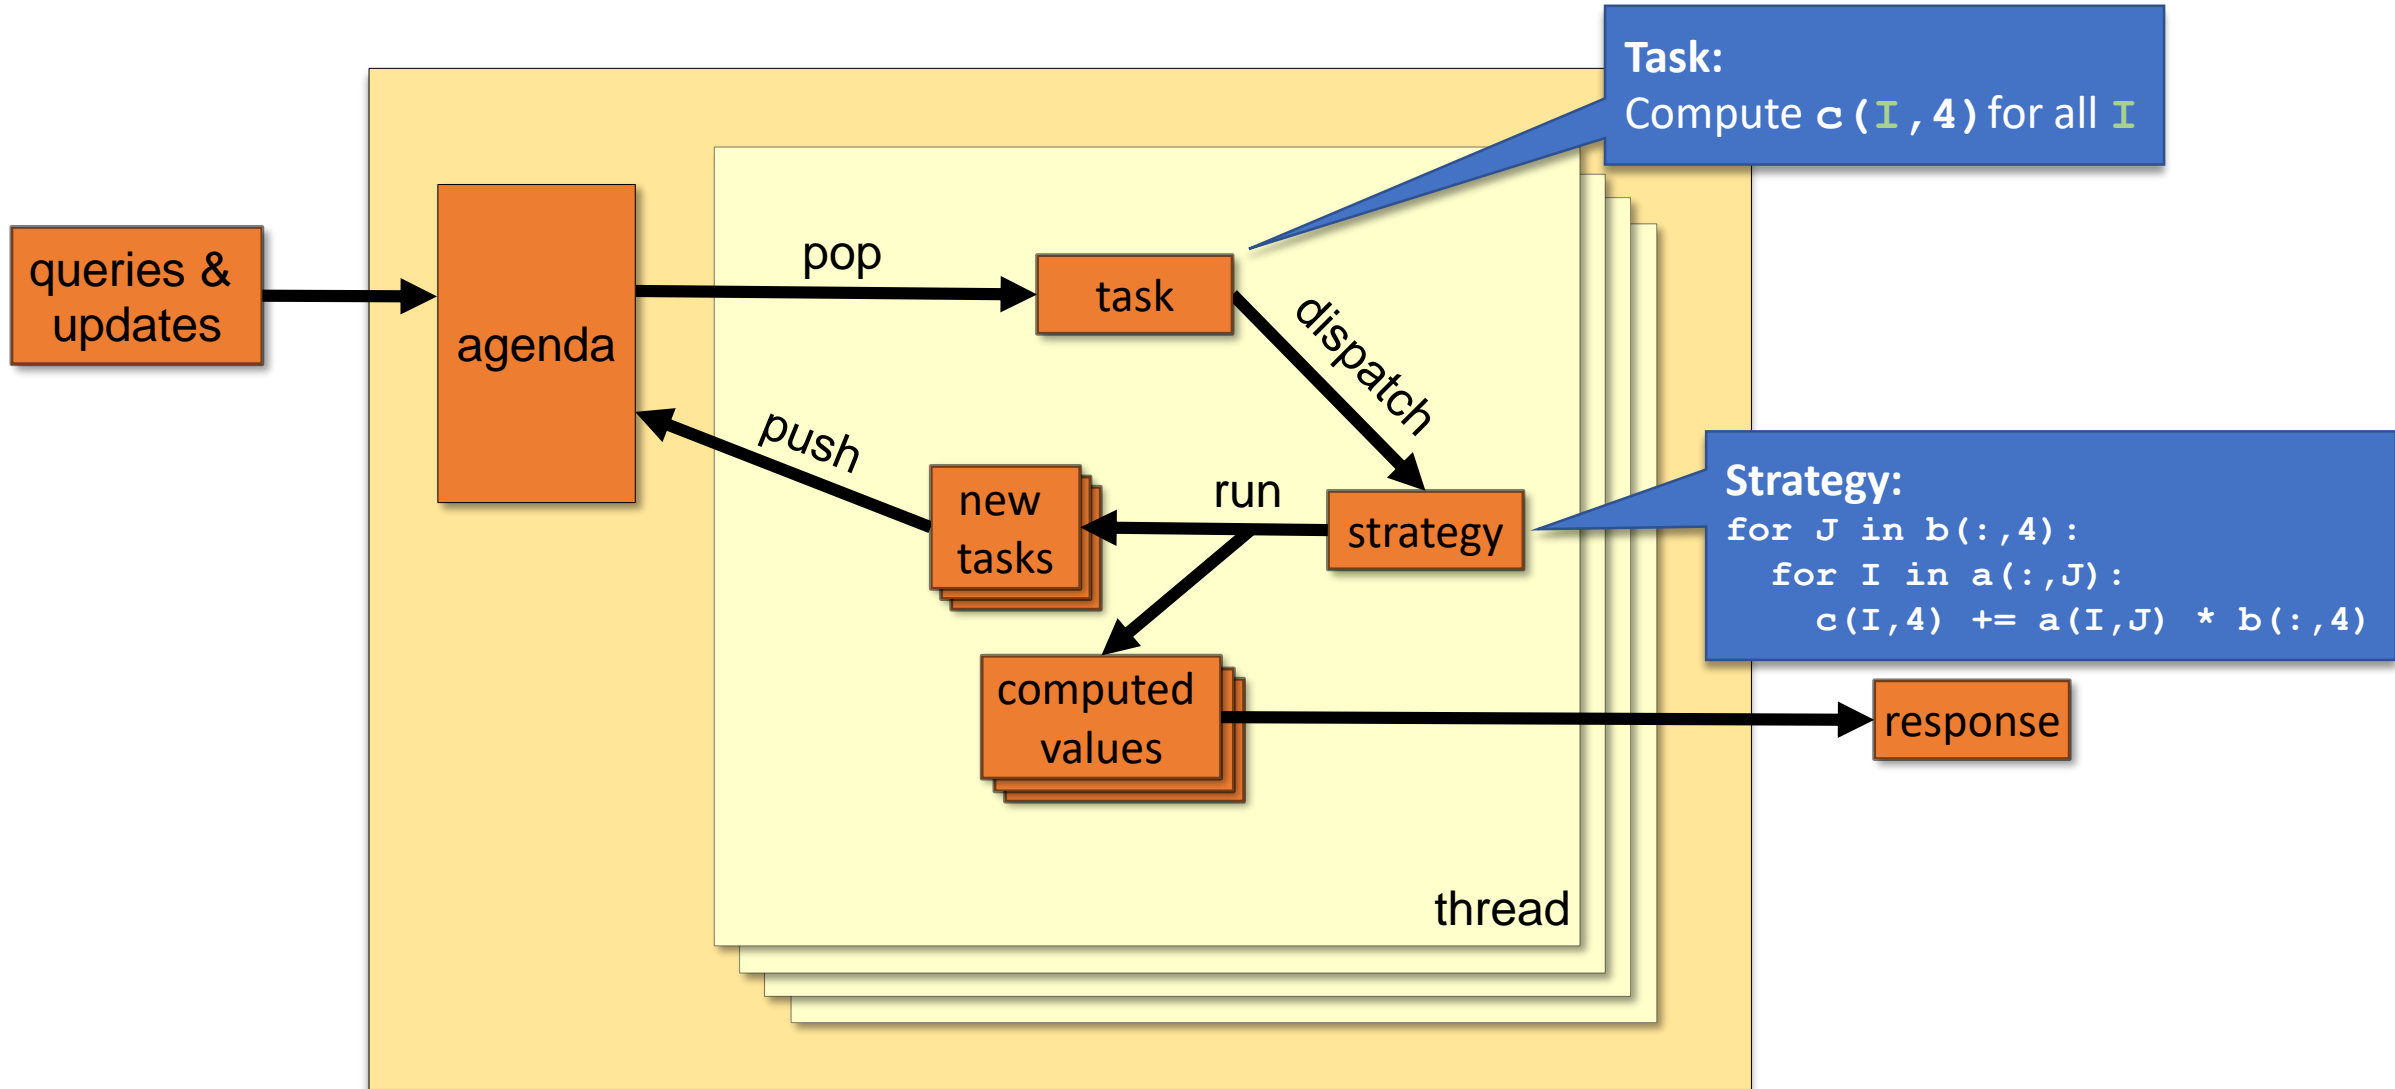 Task:
Compute c(I,4) for all I
queries &
updates
agenda
pop
task
dispatch
push
new
tasks
run
strategy
Strategy:
for J in b(:,4):
for I in a(:,J):
c(I,4) += a(I,J) * b(:,4)
computed
values
response
thread